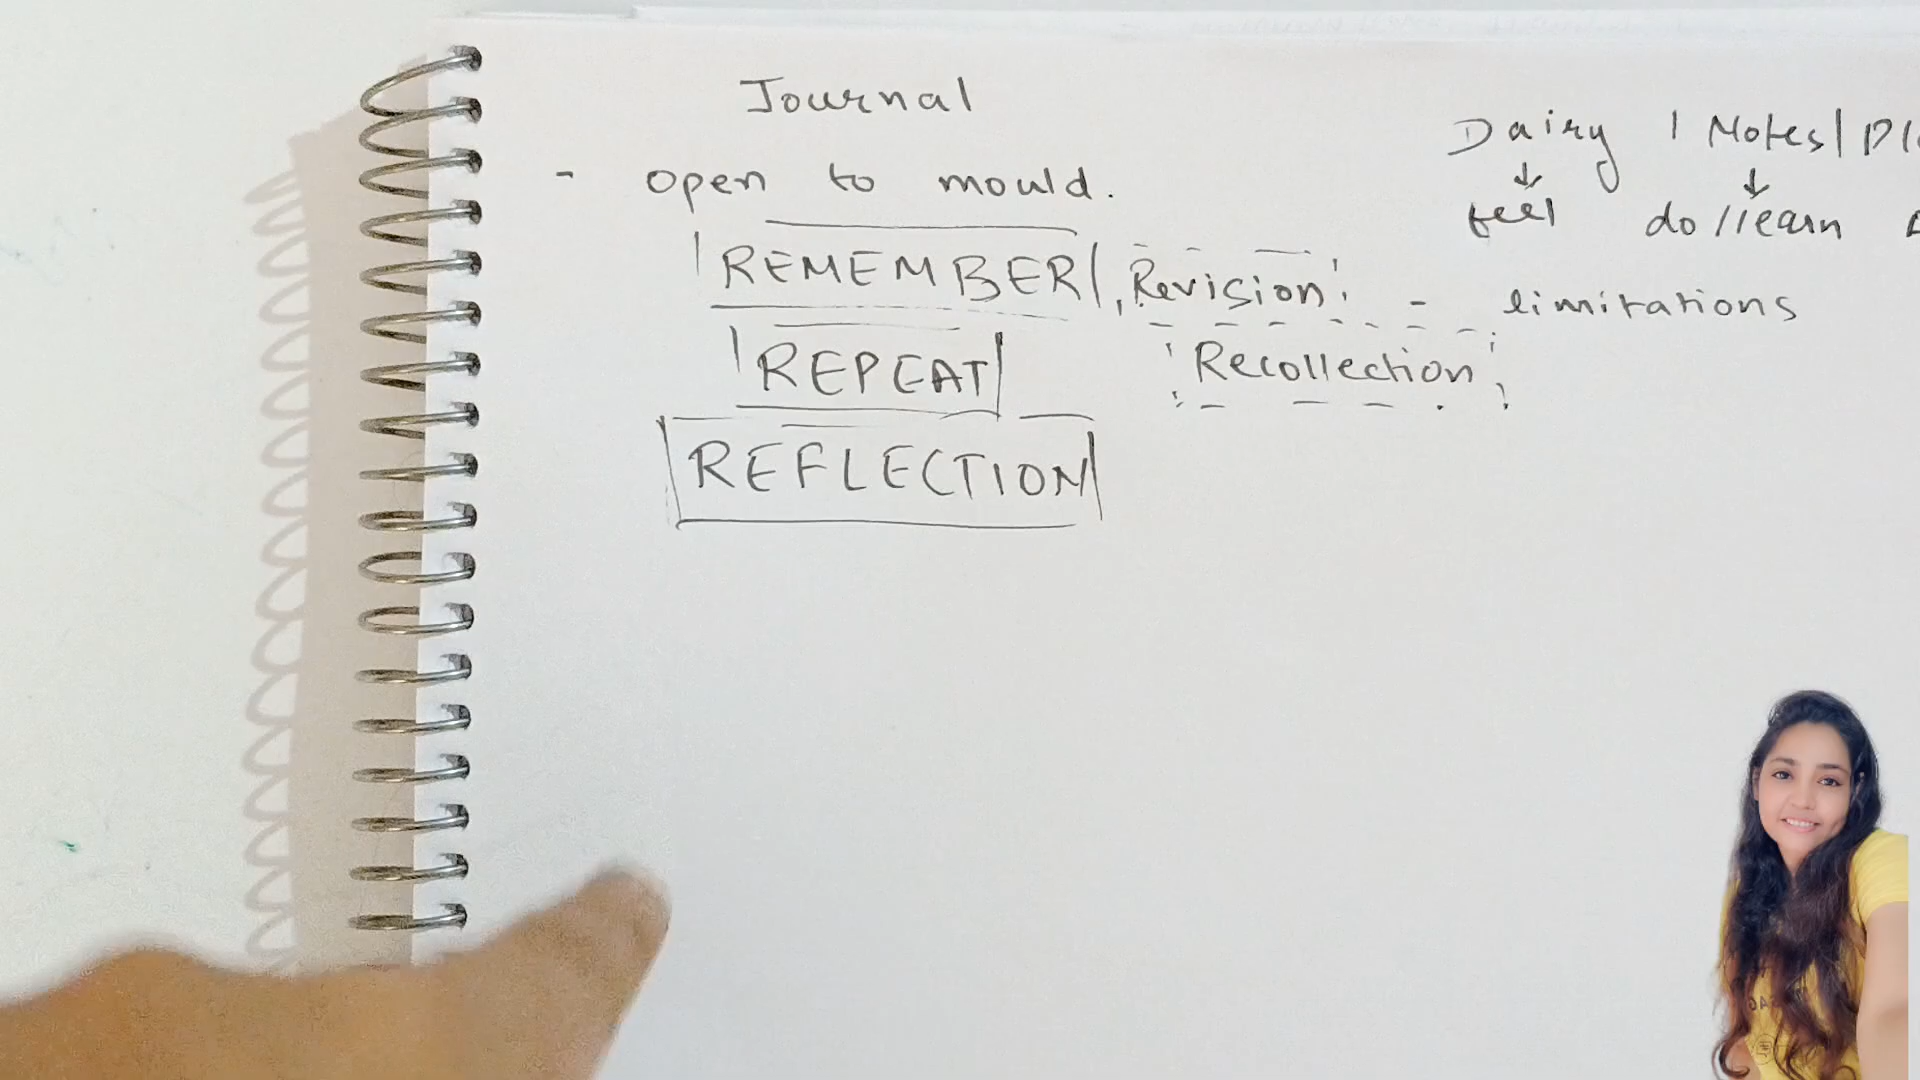 Journal
- open to mould.
REMEMBER
Revision
REPEAT
Recollection
REFLECTION
Dairy | Notes |
feel do/learn
- limitations